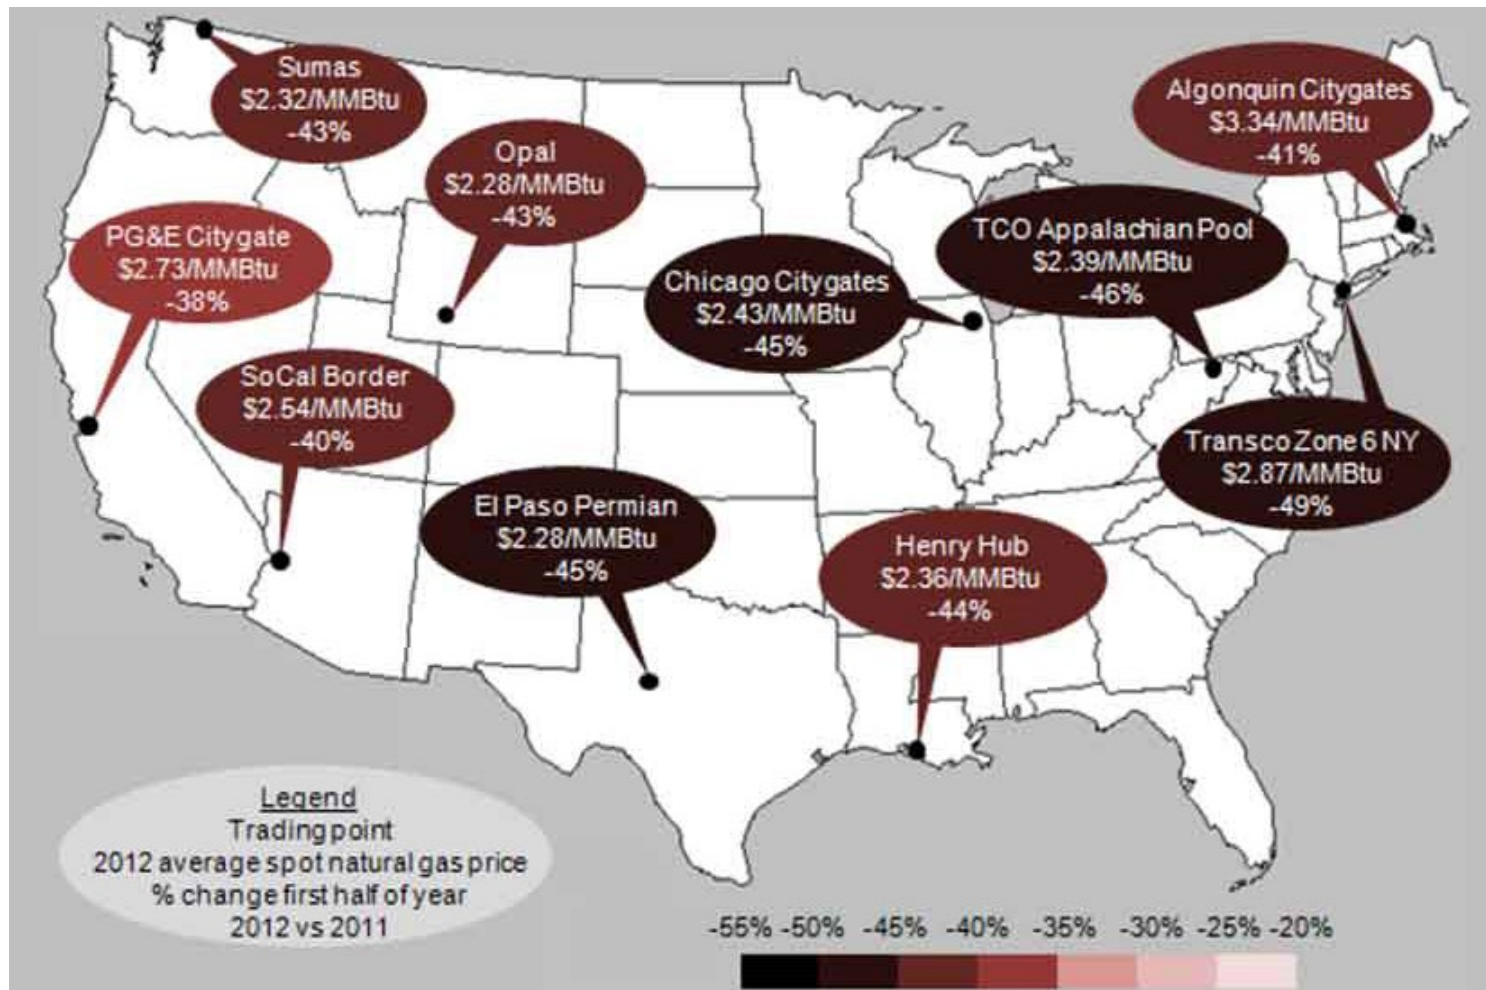 Sumas
$2.32/MMBtu
-43%
Opal
$2.28/MMBtu
-43%
Algonquin Citygates
$3.34/MMBtu
-41%
PG&E Citygate
$2.73/MMBtu
-38%
Chicago Citygates
$2.43/MMBtu
-45%
TCO Appalachian Pool
$2.39/MMBtu
-46%
SoCal Border
$2.54/MMBtu
-40%
El Paso Permian
$2.28/MMBtu
-45%
Henry Hub
$2.36/MMBtu
-44%
Transco Zone 6 NY
$2.87/MMBtu
-49%
Legend
Trading point
2012 average spot natural gas price
% change first half of year
2012 vs 2011
-55% -50% -45% -40% -35% -30% -25% -20%